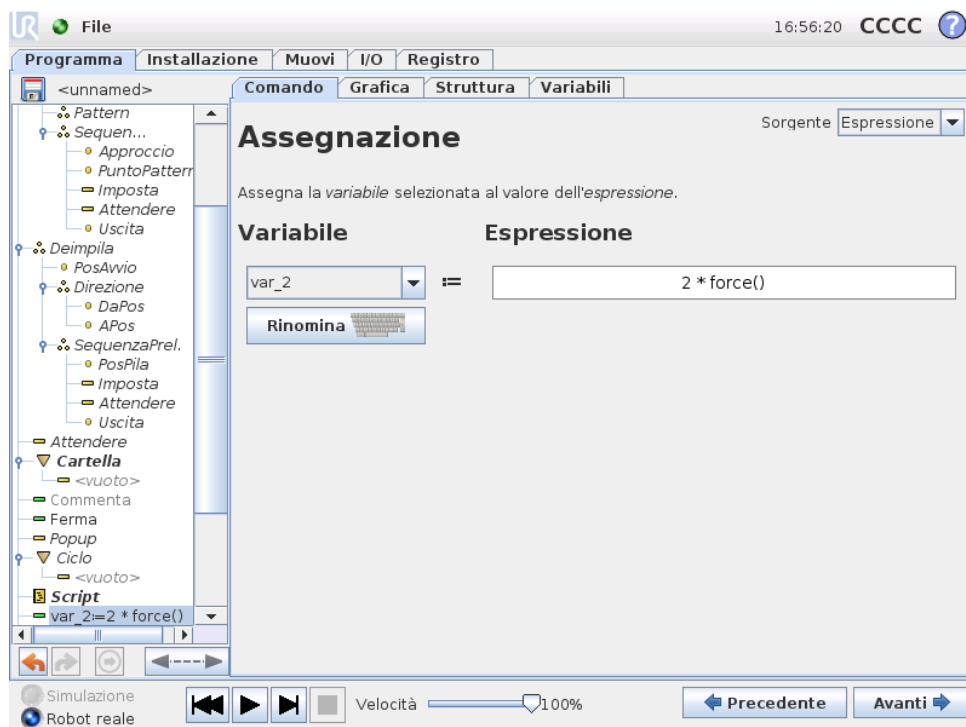 UR File 16:56:20 CCCC ?
Programma Installazione Muovi I/O Registro
<unnamed>
Comando Grafica Struttura Variabili
Pattern
Sequen...
Approccio
PuntoPattern
Imposta
Attendere
Uscita
Deimpila
PosAvvio
Direzione
DaPos
APos
SequenzaPrel.
PosPila
Imposta
Attendere
Uscita
Attendere
Cartella
<vuoto>
Commenta
Ferma
Popup
Ciclo
<vuoto>
Script
var_2:=2 * force()
Assegnazione
Sorgente Espressione
Assegna la variabile selezionata al valore dell'espressione.
Variabile Espressione
var_2 := 2 * force()
Rinomina
Simulazione
Robot reale
Velocità 100%
Precedente Avanti